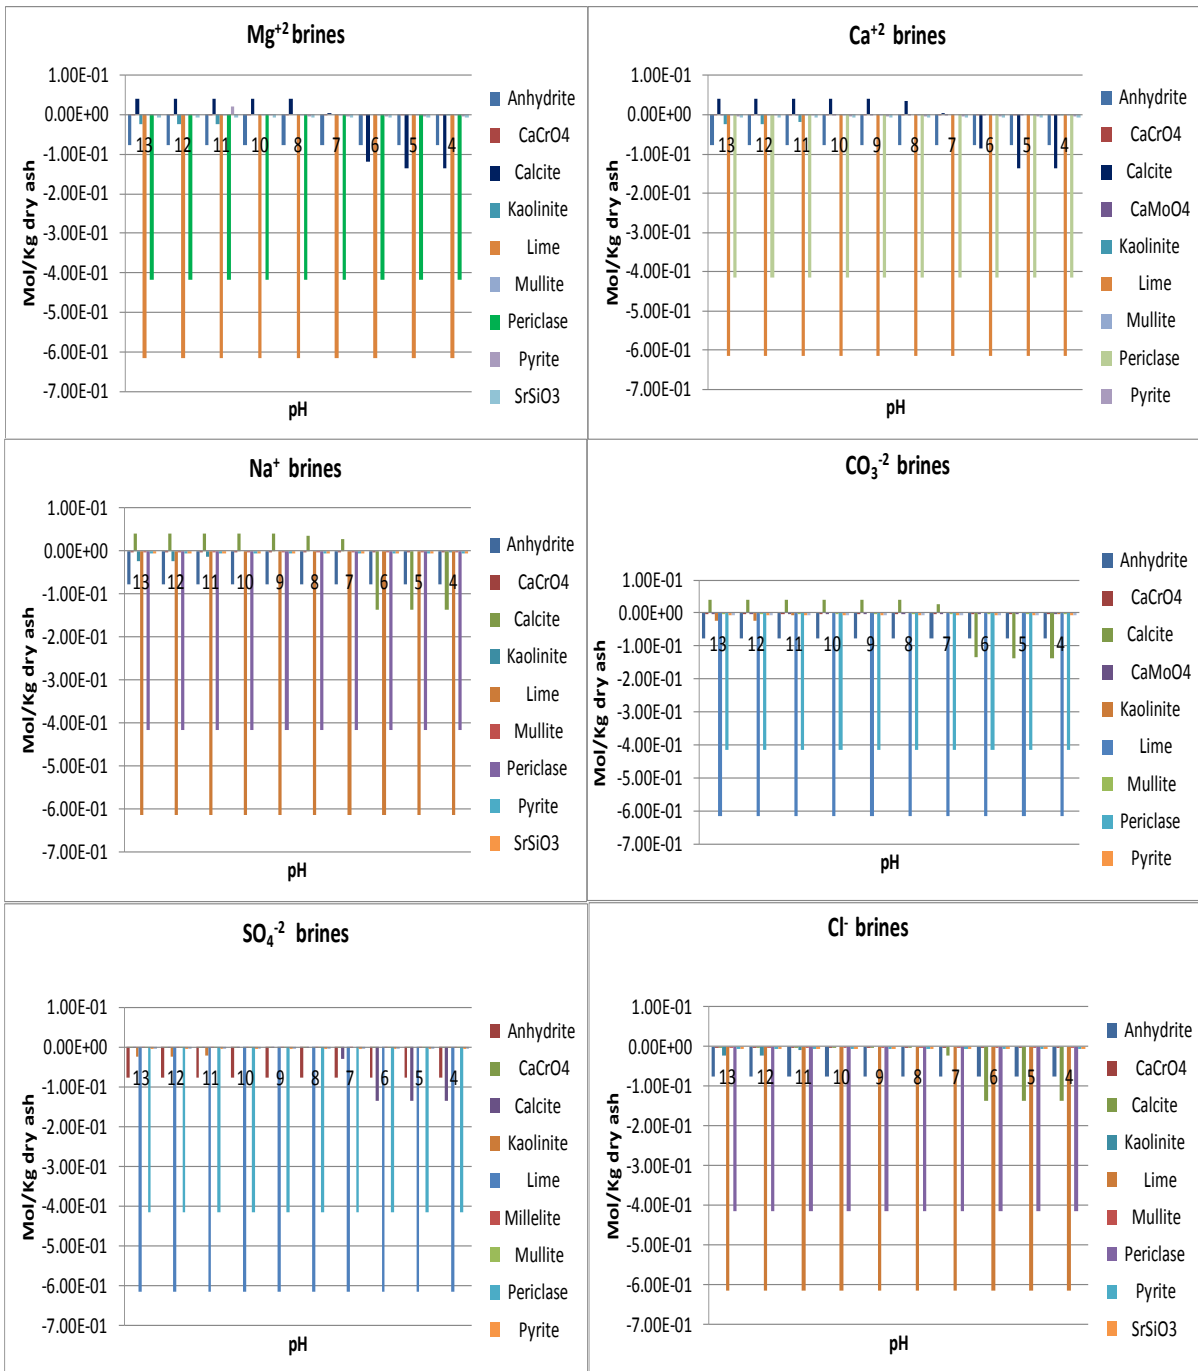 Mg+2 brines
1.00E-01
0.00E+00
-1.00E-01
-2.00E-01
-3.00E-01
-4.00E-01
-5.00E-01
-6.00E-01
-7.00E-01
Mol/Kg dry ash
13 12 11 10 8 7 6 5 4
pH
Anhydrite
CaCrO4
Calcite
Kaolinite
Lime
Mullite
Periclase
Pyrite
SrSiO3
Ca+2 brines
1.00E-01
0.00E+00
-1.00E-01
-2.00E-01
-3.00E-01
-4.00E-01
-5.00E-01
-6.00E-01
-7.00E-01
Mol/Kg dry ash
13 12 11 10 9 8 7 6 5 4
pH
Anhydrite
CaCrO4
Calcite
CaMoO4
Kaolinite
Lime
Mullite
Periclase
Pyrite
Na+ brines
1.00E-01
0.00E+00
-1.00E-01
-2.00E-01
-3.00E-01
-4.00E-01
-5.00E-01
-6.00E-01
-7.00E-01
Mol/Kg dry ash
13 12 11 10 9 8 7 6 5 4
pH
Anhydrite
CaCrO4
Calcite
Kaolinite
Lime
Mullite
Periclase
Pyrite
SrSiO3
CO3-2 brines
1.00E-01
0.00E+00
-1.00E-01
-2.00E-01
-3.00E-01
-4.00E-01
-5.00E-01
-6.00E-01
-7.00E-01
Mol/Kg dry ash
13 12 11 10 9 8 7 6 5 4
pH
Anhydrite
CaCrO4
Calcite
CaMoO4
Kaolinite
Lime
Mullite
Periclase
Pyrite
SO4-2 brines
1.00E-01
0.00E+00
-1.00E-01
-2.00E-01
-3.00E-01
-4.00E-01
-5.00E-01
-6.00E-01
-7.00E-01
Mol/Kg dry ash
13 12 11 10 9 8 7 6 5 4
pH
Anhydrite
CaCrO4
Calcite
Kaolinite
Lime
Millelite
Mullite
Periclase
Pyrite
Cl- brines
1.00E-01
0.00E+00
-1.00E-01
-2.00E-01
-3.00E-01
-4.00E-01
-5.00E-01
-6.00E-01
-7.00E-01
Mol/Kg dry ash
13 12 11 10 9 8 7 6 5 4
pH
Anhydrite
CaCrO4
Calcite
Kaolinite
Lime
Mullite
Periclase
Pyrite
SrSiO3